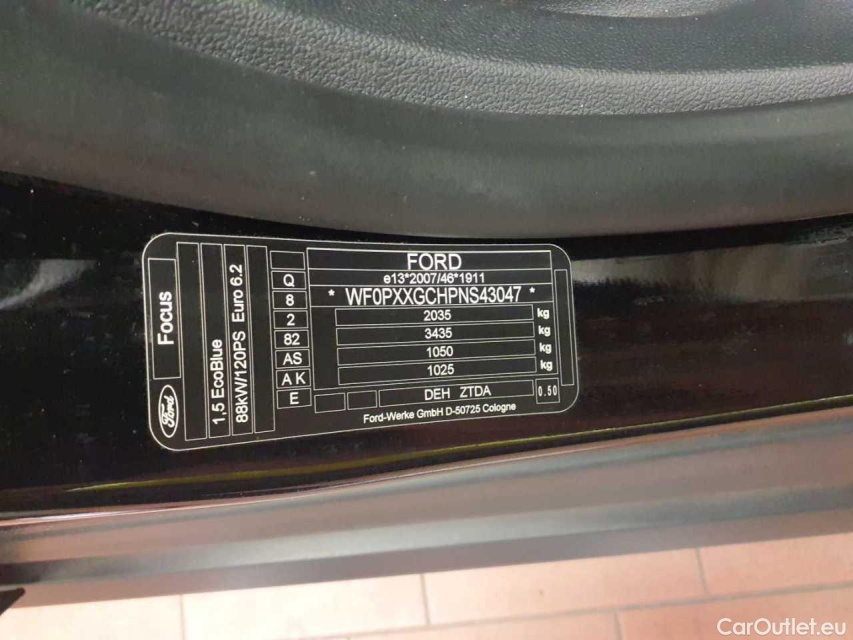 FORD
e13*2007/46*1911
* WF0PXXGCHPNS43047 *
2035 kg
3435 kg
1050 kg
1025 kg
DEH ZTDA 0.50
Ford-Werke GmbH D-50725 Cologne
Q
8
2
82
AS
A K
E
Focus
Ford
1,5 EcoBlue
88kW/120PS Euro 6.2
CarOutlet.eu